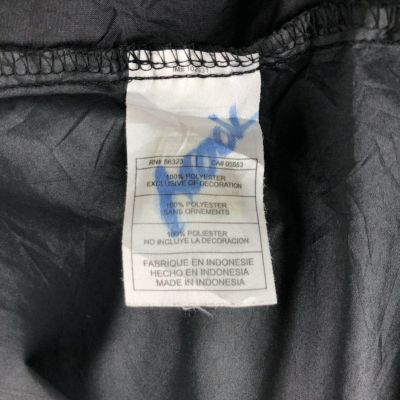 RN# 56323 CA# 05553
100% POLYESTER
EXCLUSIVE OF DECORATION
100% POLYESTER
SANS ORNEMENTS
100% POLIESTER
NO INCLUYE LA DECORACION
FABRIQUE EN INDONESIE
HECHO EN INDONESIA
MADE IN INDONESIA